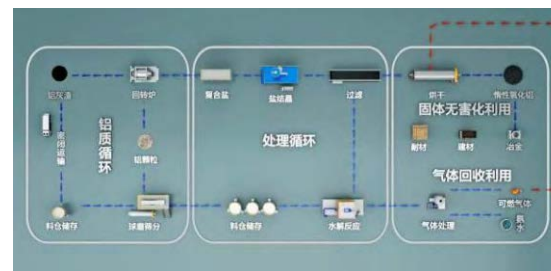 铝灰渣
回转炉
复合盐
盐结晶
过滤
烘干
惰性氧化铝
密闭运输
铝质循环
铝颗粒
处理循环
固体无害化利用
耐材
建材
冶金
气体回收利用
料仓储存
球磨筛分
料仓储存
水解反应
气体处理
可燃气体
氨水